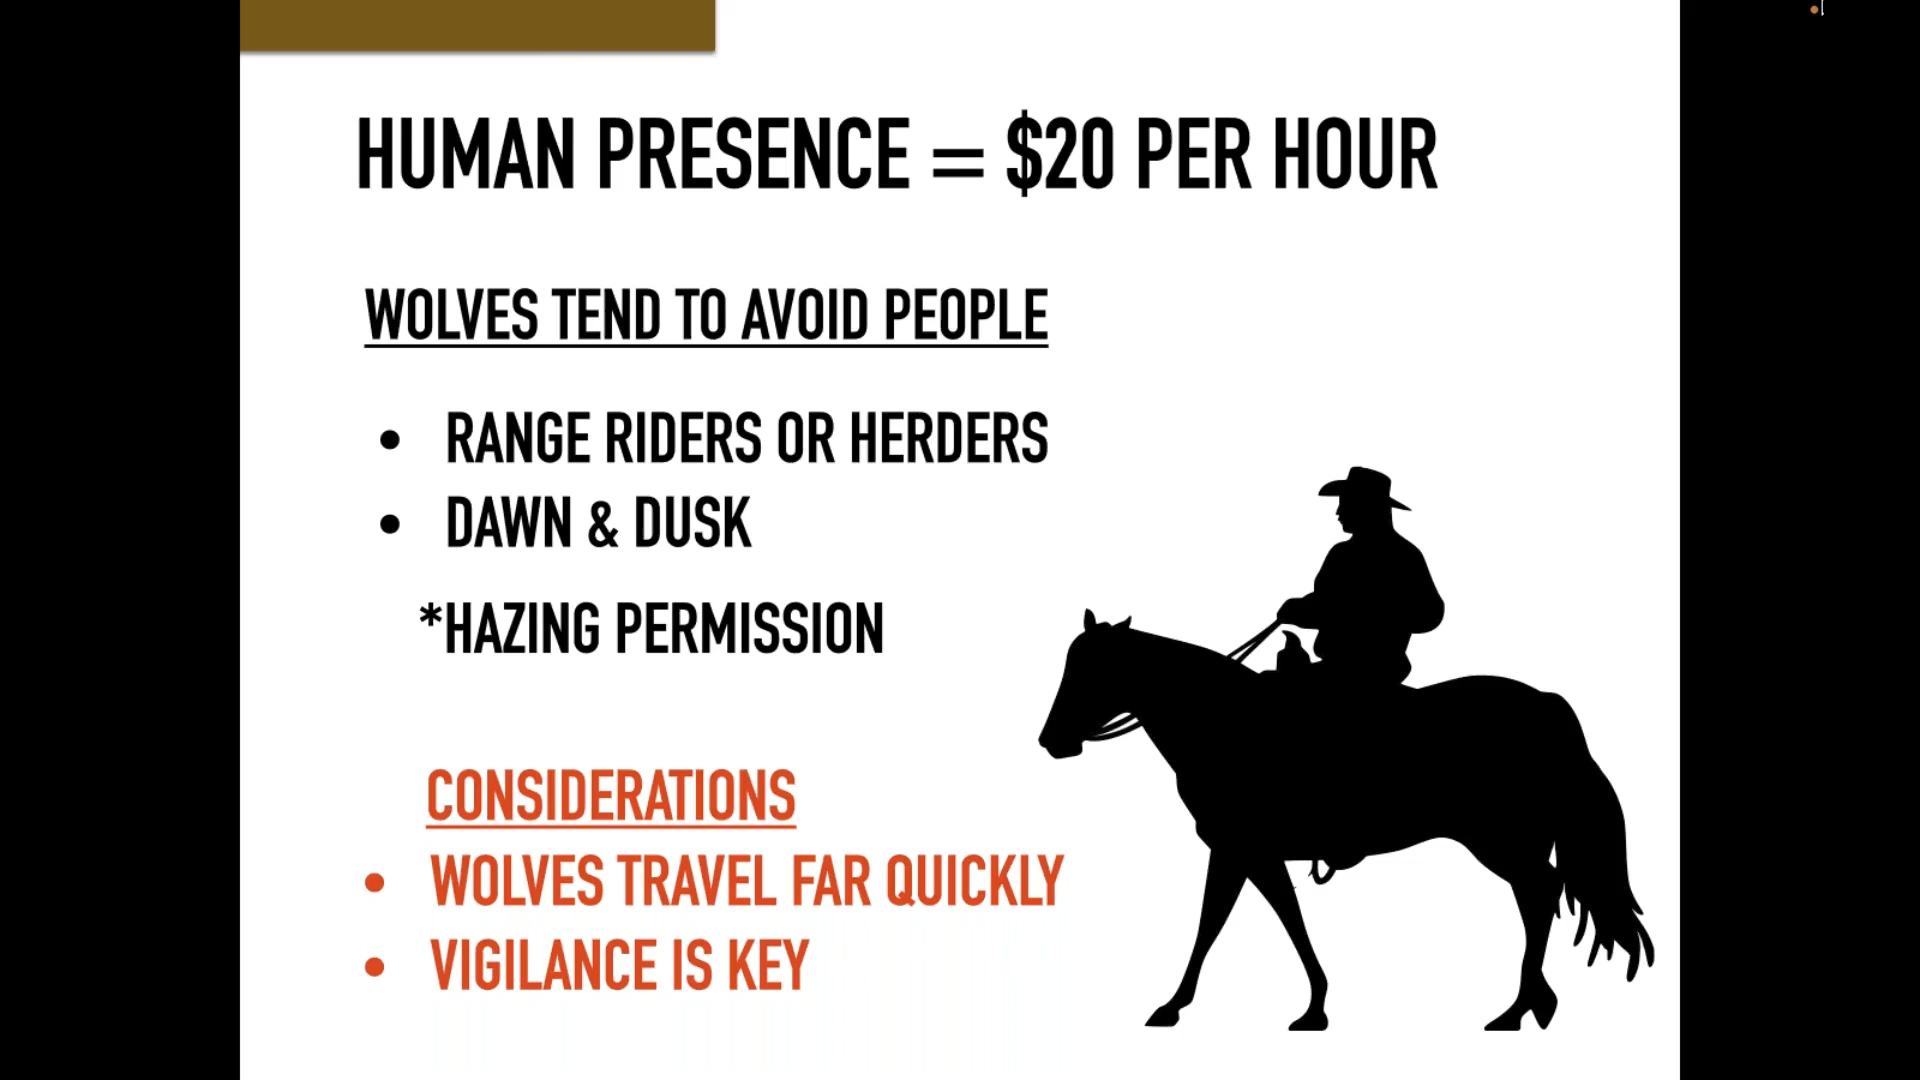 HUMAN PRESENCE = $20 PER HOUR
WOLVES TEND TO AVOID PEOPLE
• RANGE RIDERS OR HERDERS
• DAWN & DUSK
*HAZING PERMISSION
CONSIDERATIONS
• WOLVES TRAVEL FAR QUICKLY
• VIGILANCE IS KEY